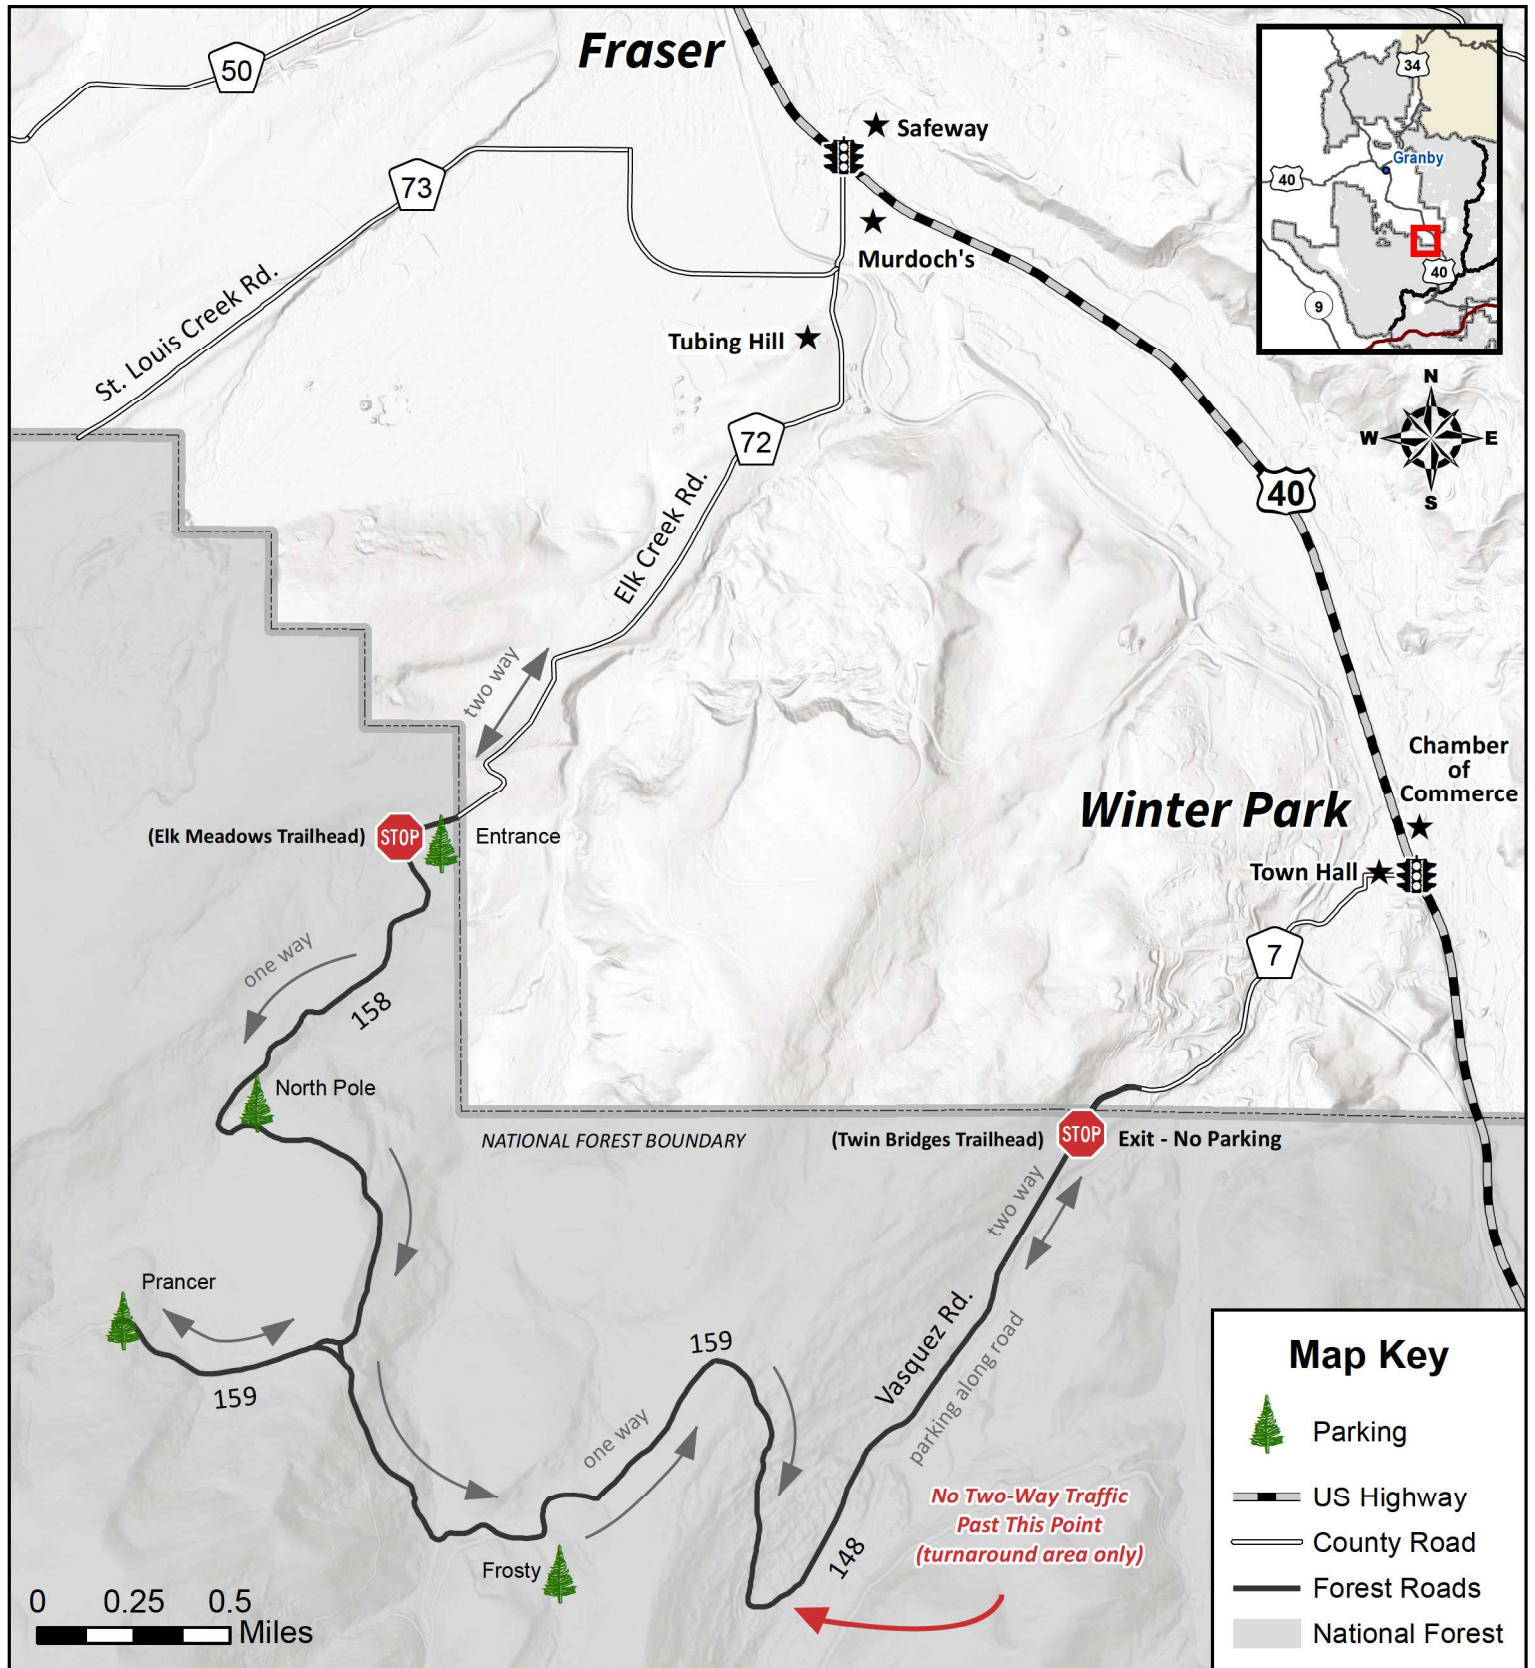 Fraser
50
34
Safeway
Granby
73
40
Murdoch's
40
9
St. Louis Creek Rd.
Tubing Hill
N
W
E
S
72
40
Elk Creek Rd.
two way
Chamber
of
Commerce
Winter Park
(Elk Meadows Trailhead)
STOP
Entrance
Town Hall
7
one way
158
North Pole
NATIONAL FOREST BOUNDARY
(Twin Bridges Trailhead)
STOP
Exit - No Parking
two way
Prancer
159
159
Vasquez Rd.
parking along road
one way
No Two-Way Traffic
Past This Point
(turnaround area only)
148
Frosty
0 0.25 0.5
Miles
Map Key
Parking
US Highway
County Road
Forest Roads
National Forest